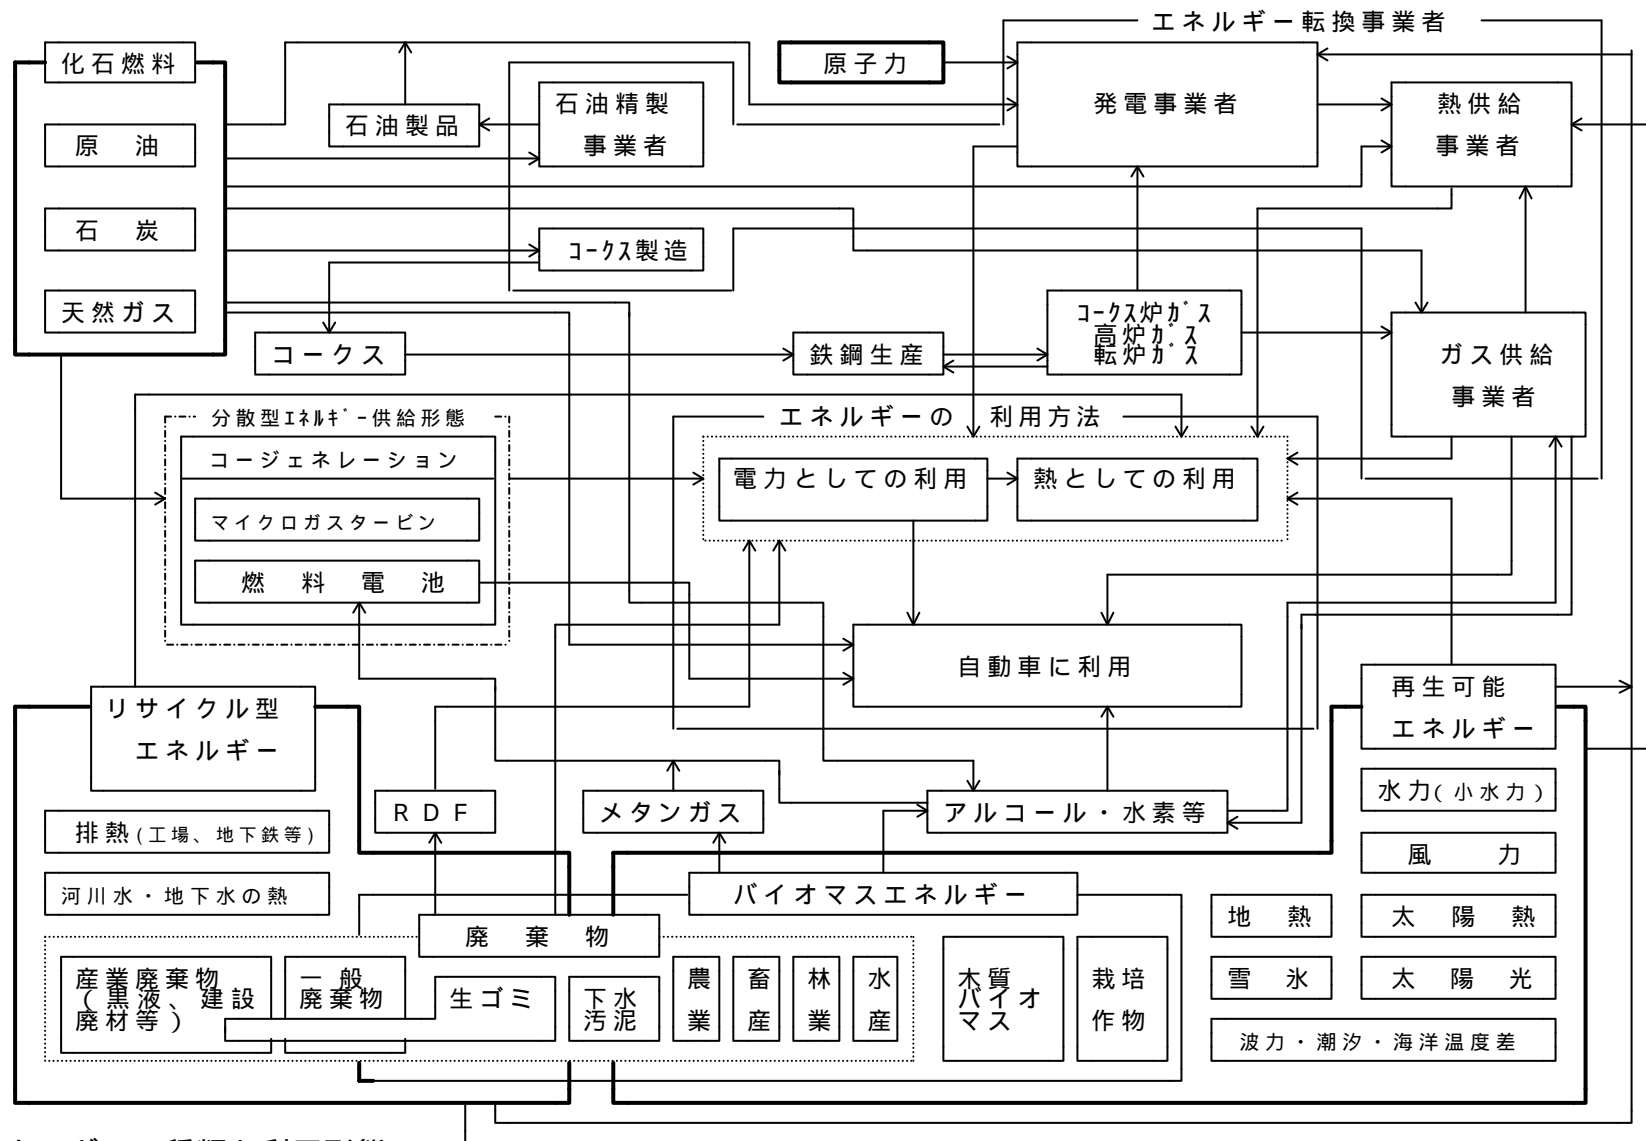 エネルギー転換事業者
化石燃料
原子力
石油精製
事業者
発電事業者
熱供給
事業者
石油製品
原 油
石 炭
コークス製造
天然ガス
コークス炉ガス
高炉ガス
転炉ガス
コークス
鉄鋼生産
ガス供給
事業者
分散型エネルギー供給形態
エネルギーの 利用方法
コージェネレーション
電力としての利用
熱としての利用
マイクロガスタービン
燃 料 電 池
自動車に利用
リサイクル型
エネルギー
再生可能
エネルギー
水力(小水力)
RDF
メタンガス
アルコール・水素等
排熱(工場、地下鉄等)
風 力
河川水・地下水の熱
バイオマスエネルギー
廃 棄 物
地 熱
太 陽 熱
産業廃棄物
(黒液、建設
廃材等)
一般
廃棄物
生ゴミ
下水
汚泥
農
業
畜
産
林
業
水
産
木質
バイオ
マス
栽培
作物
雪 氷
太 陽 光
波力・潮汐・海洋温度差